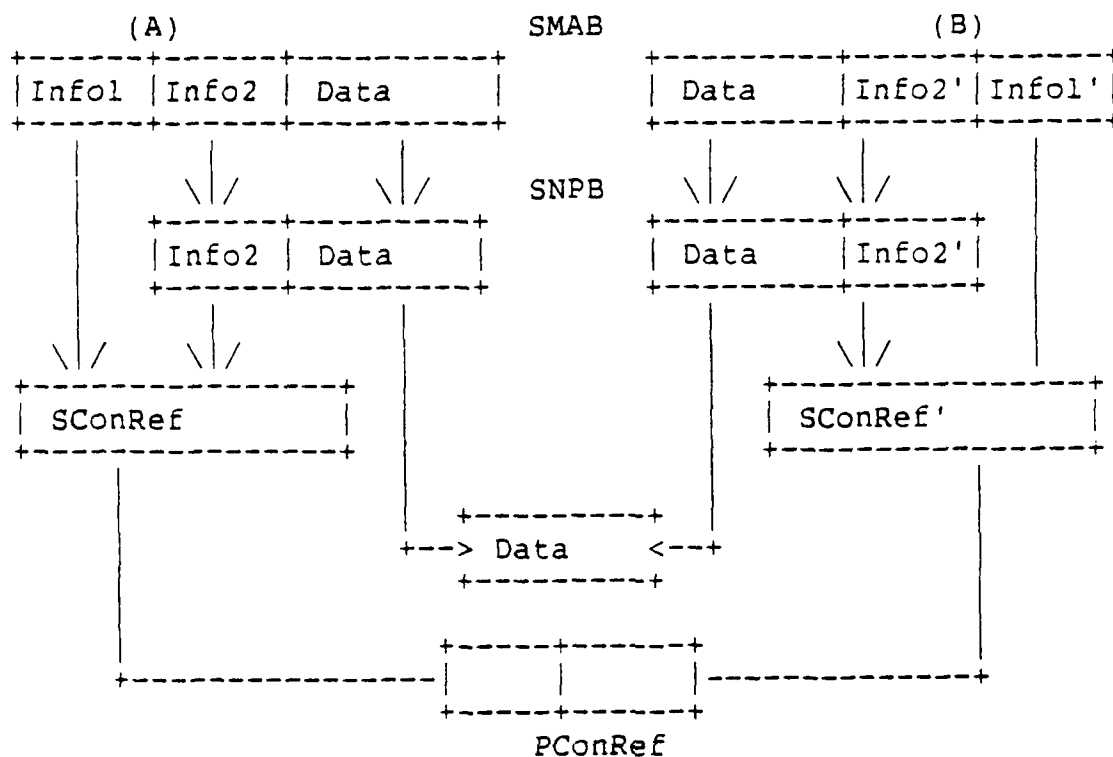 (A) SMAB (B)
Info1 Info2 Data Data Info2' Info1'
SNPB
Info2 Data Data Info2'
SConRef SConRef'
Data
PConRef